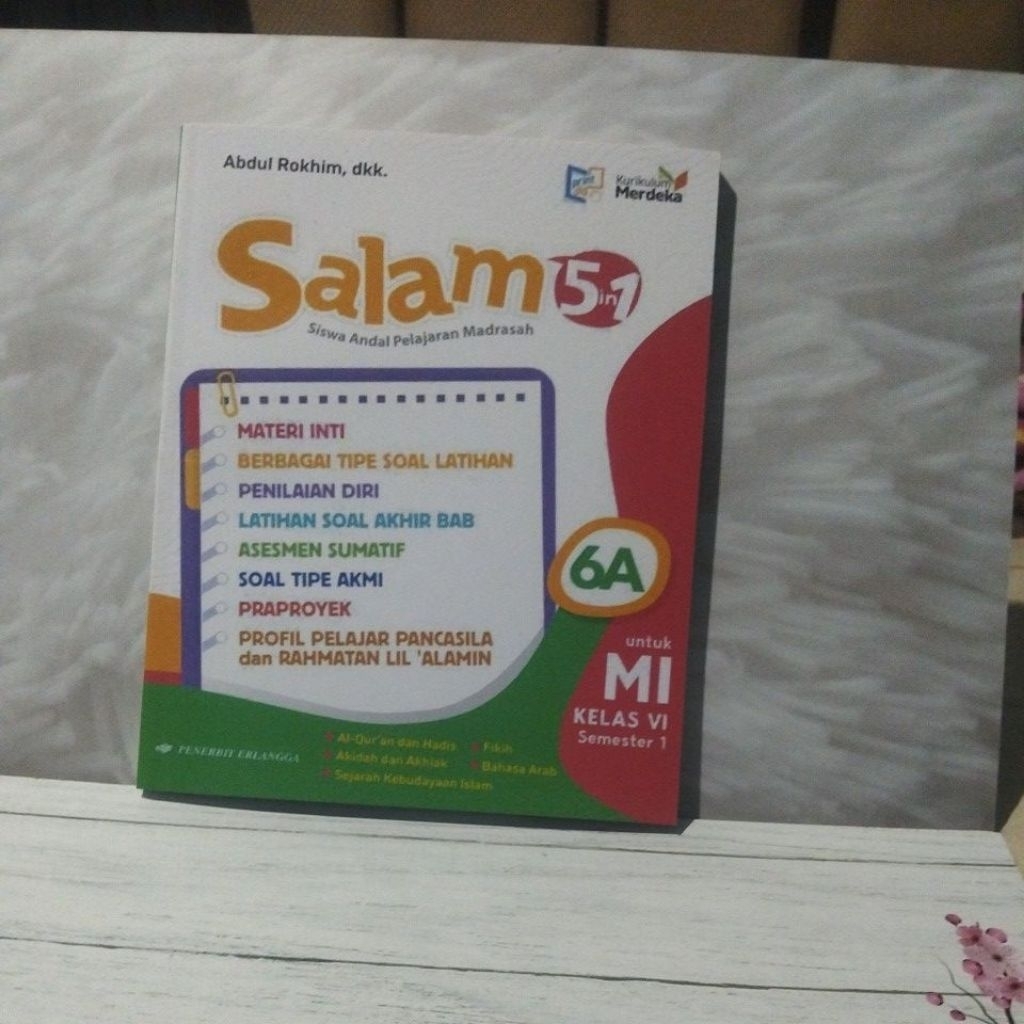 Abdul Rokhim, dkk.
print
Kurikulum
Merdeka
Salam 5in1
Siswa Andal Pelajaran Madrasah
MATERI INTI
BERBAGAI TIPE SOAL LATIHAN
PENILAIAN DIRI
LATIHAN SOAL AKHIR BAB
ASESMEN SUMATIF
SOAL TIPE AKMI
PRAPROYEK
PROFIL PELAJAR PANCASILA
dan RAHMATAN LIL 'ALAMIN
6A
untuk
MI
KELAS VI
Semester 1
PENERBIT ERLANGGA
Al-Qur'an dan Hadis
Akidah dan Akhlak
Sejarah Kebudayaan Islam
Fikih
Bahasa Arab